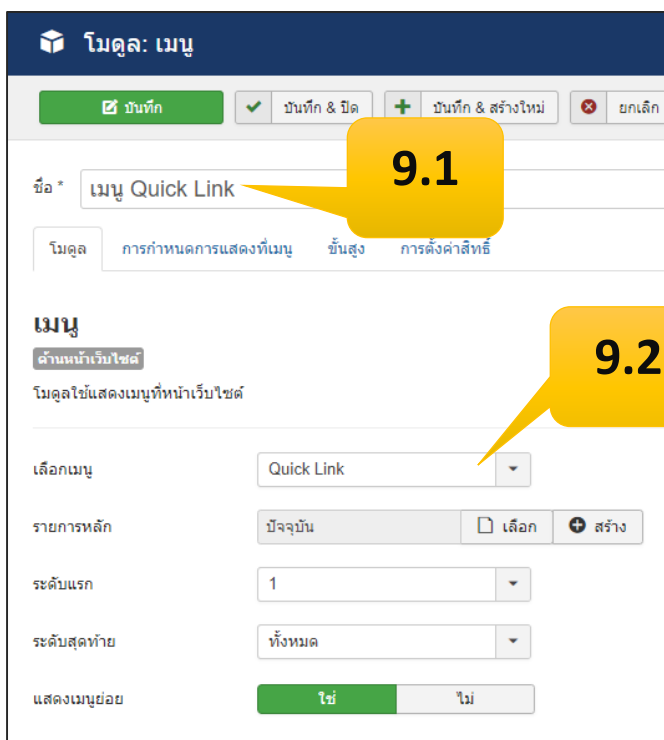 โมดูล: เมนู
บันทึก บันทึก & ปิด บันทึก & สร้างใหม่ ยกเลิก
9.1
ชื่อ * เมนู Quick Link
โมดูล การกำหนดการแสดงที่เมนู ขั้นสูง การตั้งค่าสิทธิ์
เมนู
ด้านหน้าเว็บไซต์
9.2
โมดูลใช้แสดงเมนูที่หน้าเว็บไซต์
เลือกเมนู Quick Link
รายการหลัก ปัจจุบัน เลือก สร้าง
ระดับแรก 1
ระดับสุดท้าย ทั้งหมด
แสดงเมนูย่อย ใช่ ไม่